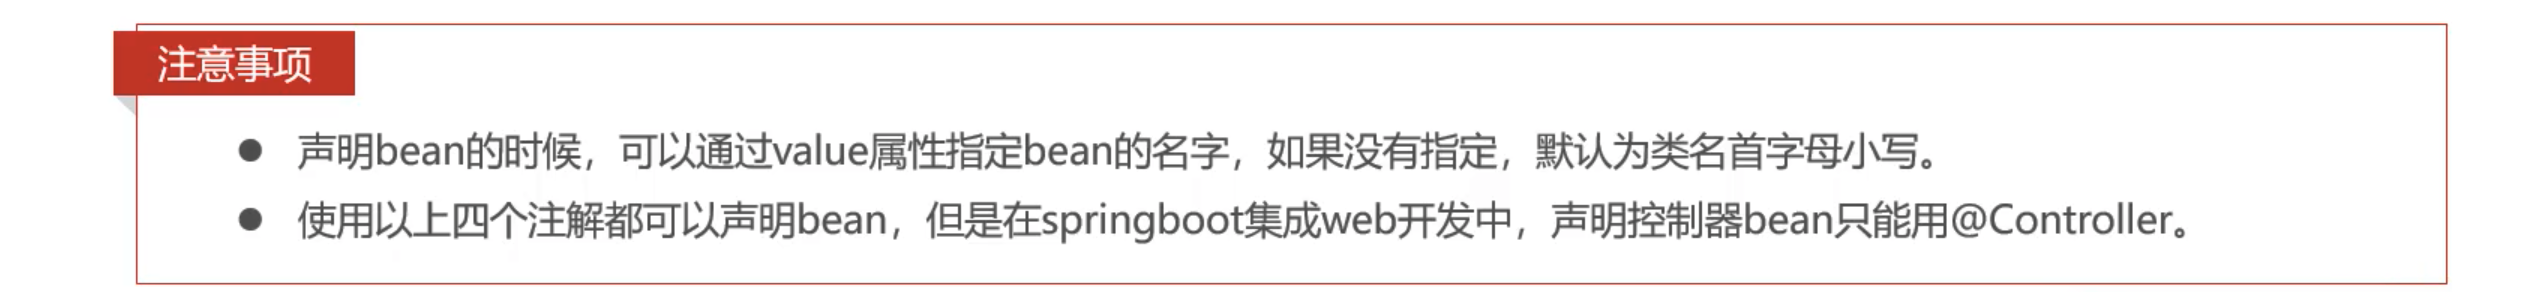 注意事项
● 声明bean的时候，可以通过value属性指定bean的名字，如果没有指定，默认为类名首字母小写。
● 使用以上四个注解都可以声明bean，但是在springboot集成web开发中，声明控制器bean只能用@Controller。